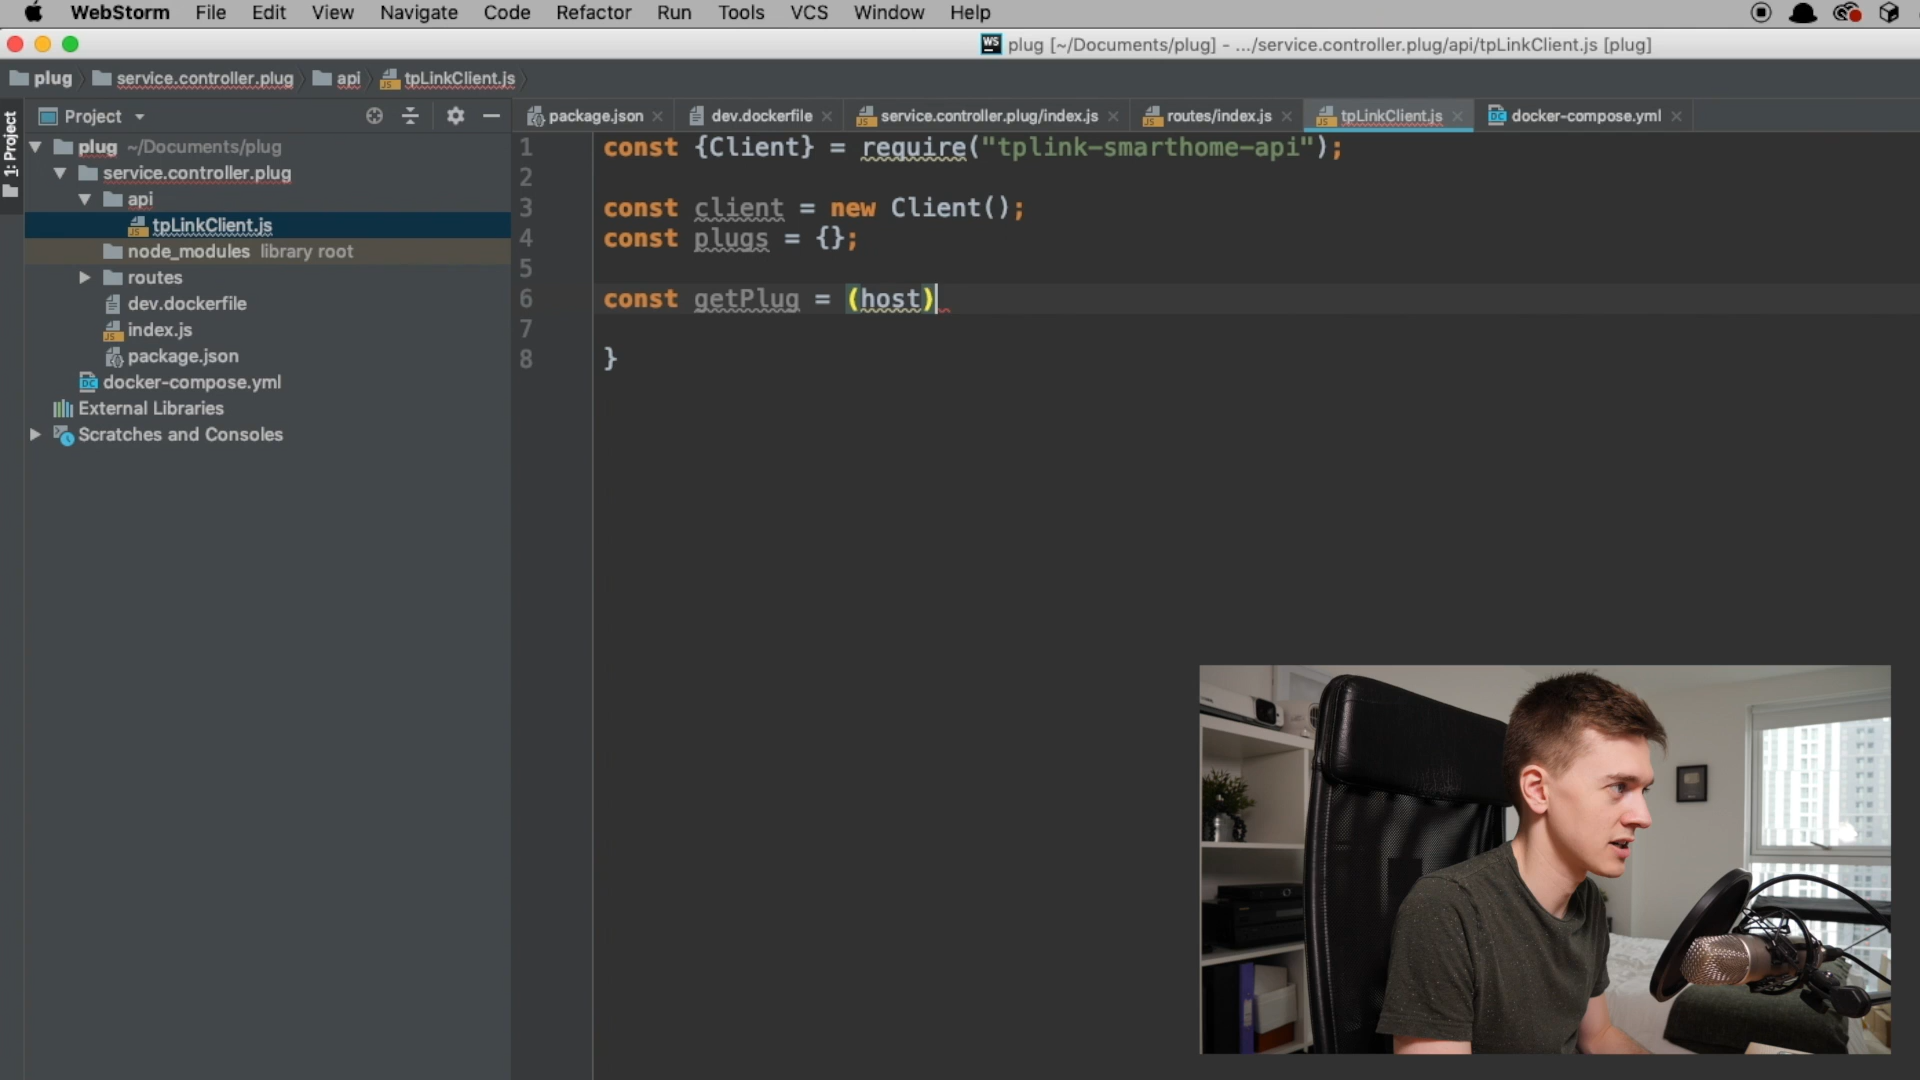 WebStorm File Edit View Navigate Code Refactor Run Tools VCS Window Help
WS plug [~/Documents/plug] - .../service.controller.plug/api/tpLinkClient.js [plug]
plug service.controller.plug api tpLinkClient.js
1: Project
Project
package.json dev.dockerfile service.controller.plug/index.js routes/index.js tpLinkClient.js docker-compose.yml
plug ~/Documents/plug
service.controller.plug
api
tpLinkClient.js
node_modules library root
routes
dev.dockerfile
index.js
package.json
docker-compose.yml
External Libraries
Scratches and Consoles
1 const {Client} = require("tplink-smarthome-api");
2
3 const client = new Client();
4 const plugs = {};
5
6 const getPlug = (host)
7
8 }